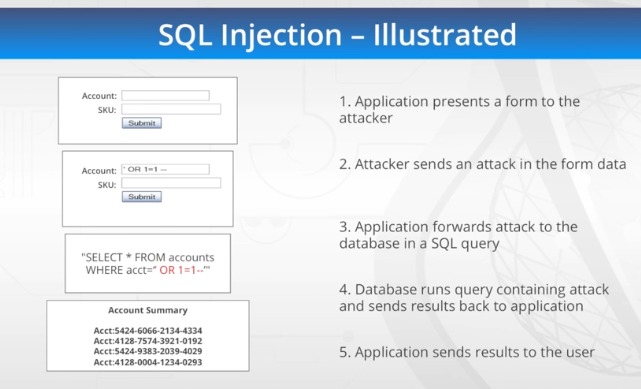 SQL Injection – Illustrated
Account:
SKU:
Submit
1. Application presents a form to the
attacker
Account: ' OR 1=1 --
SKU:
Submit
2. Attacker sends an attack in the form data
"SELECT * FROM accounts
WHERE acct=‘’ OR 1=1--’"
3. Application forwards attack to the
database in a SQL query
Account Summary
Acct:5424-6066-2134-4334
Acct:4128-7574-3921-0192
Acct:5424-9383-2039-4029
Acct:4128-0004-1234-0293
4. Database runs query containing attack
and sends results back to application
5. Application sends results to the user